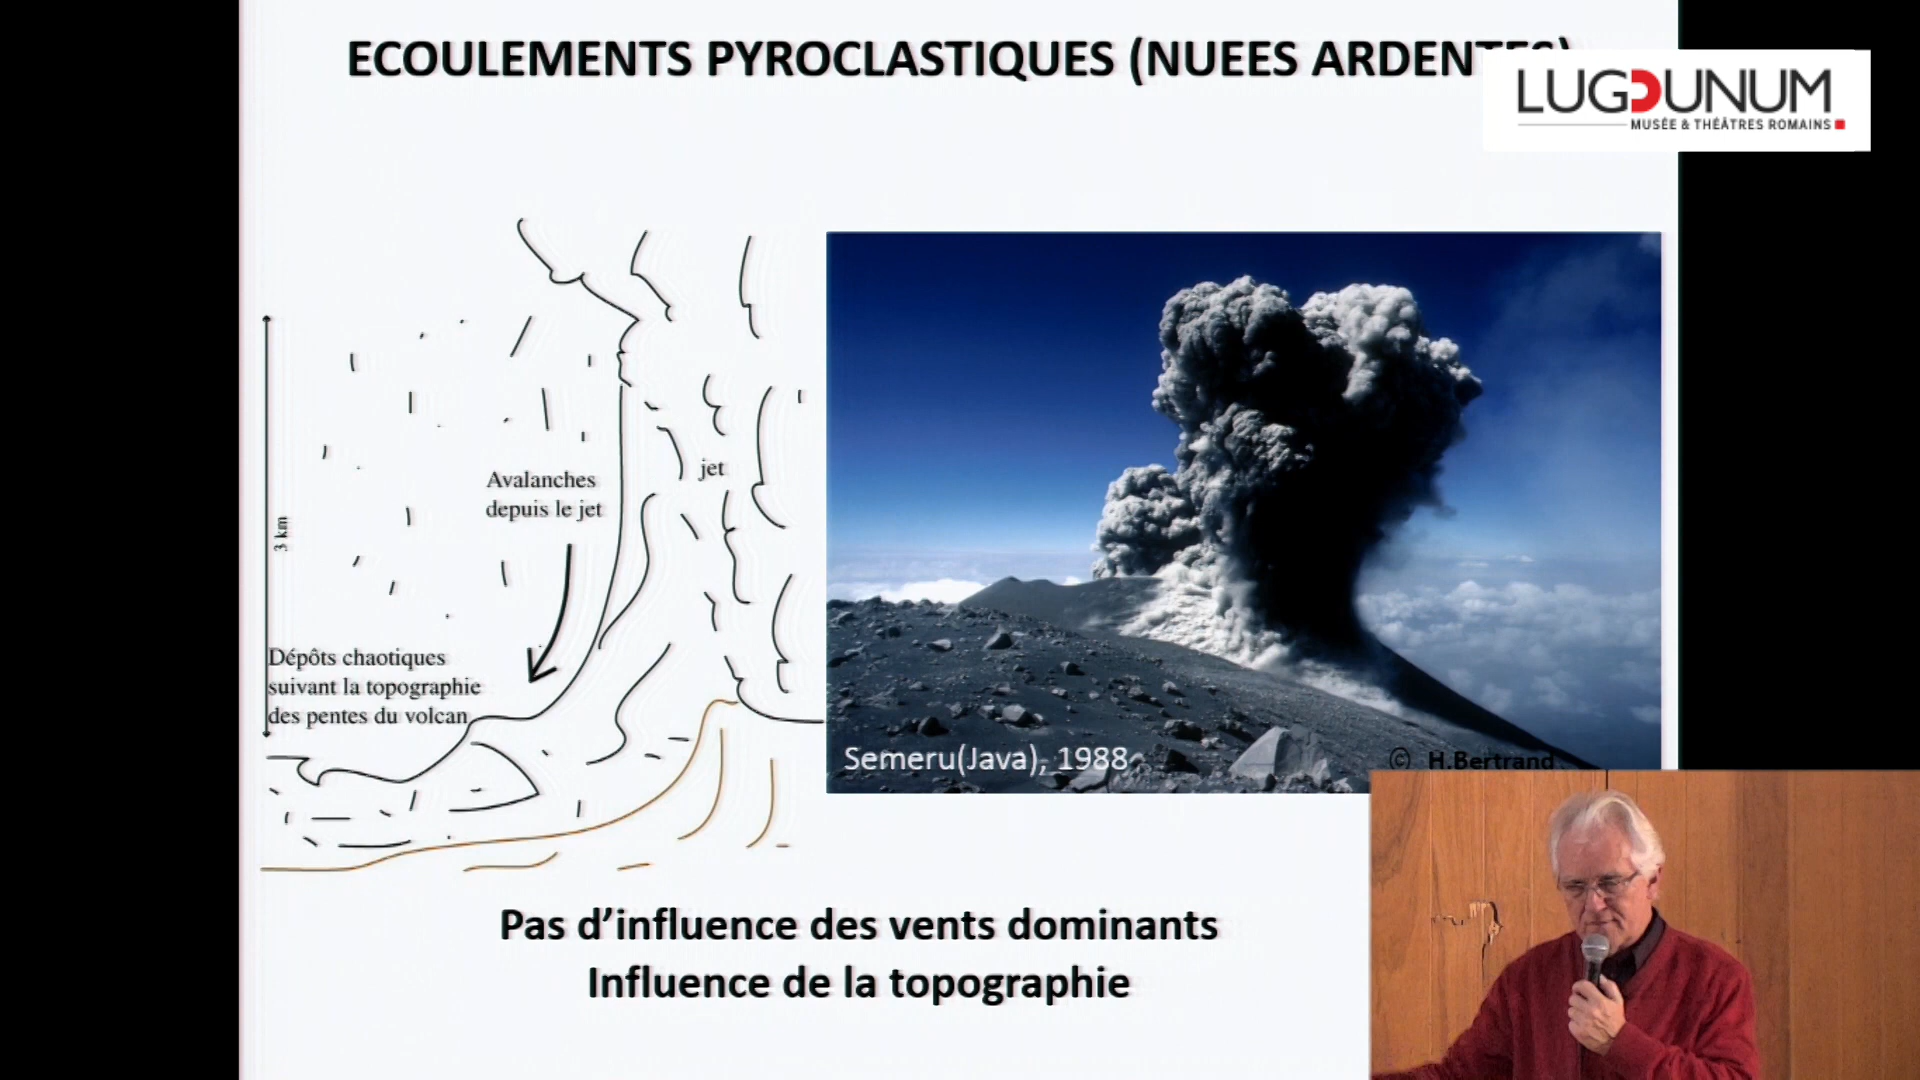 ECOULEMENTS PYROCLASTIQUES (NUEES ARDENTES)
LUGDUNUM
MUSÉE & THÉÂTRES ROMAINS
Avalanches
depuis le jet
jet
3 km
Dépôts chaotiques
suivant la topographie
des pentes du volcan
Semeru(Java), 1988
© H.Bertrand
Pas d’influence des vents dominants
Influence de la topographie